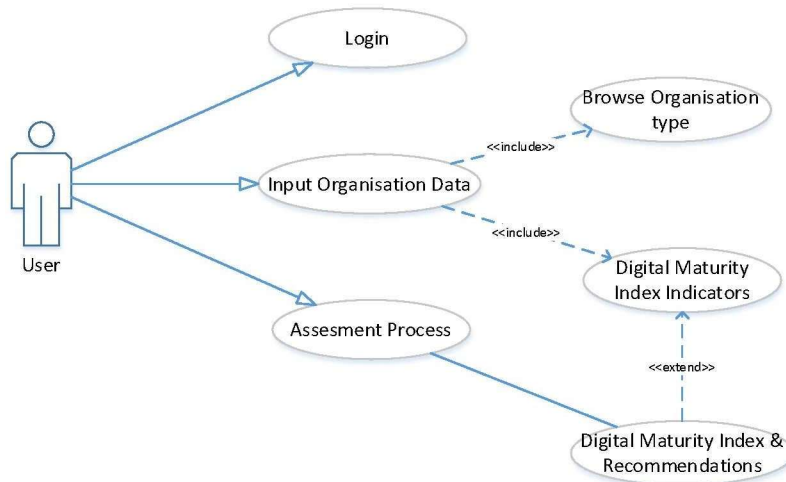 Login
Browse Organisation
type
<<include>>
Input Organisation Data
<<include>>
User
Digital Maturity
Index Indicators
Assesment Process
<<extend>>
Digital Maturity Index &
Recommendations